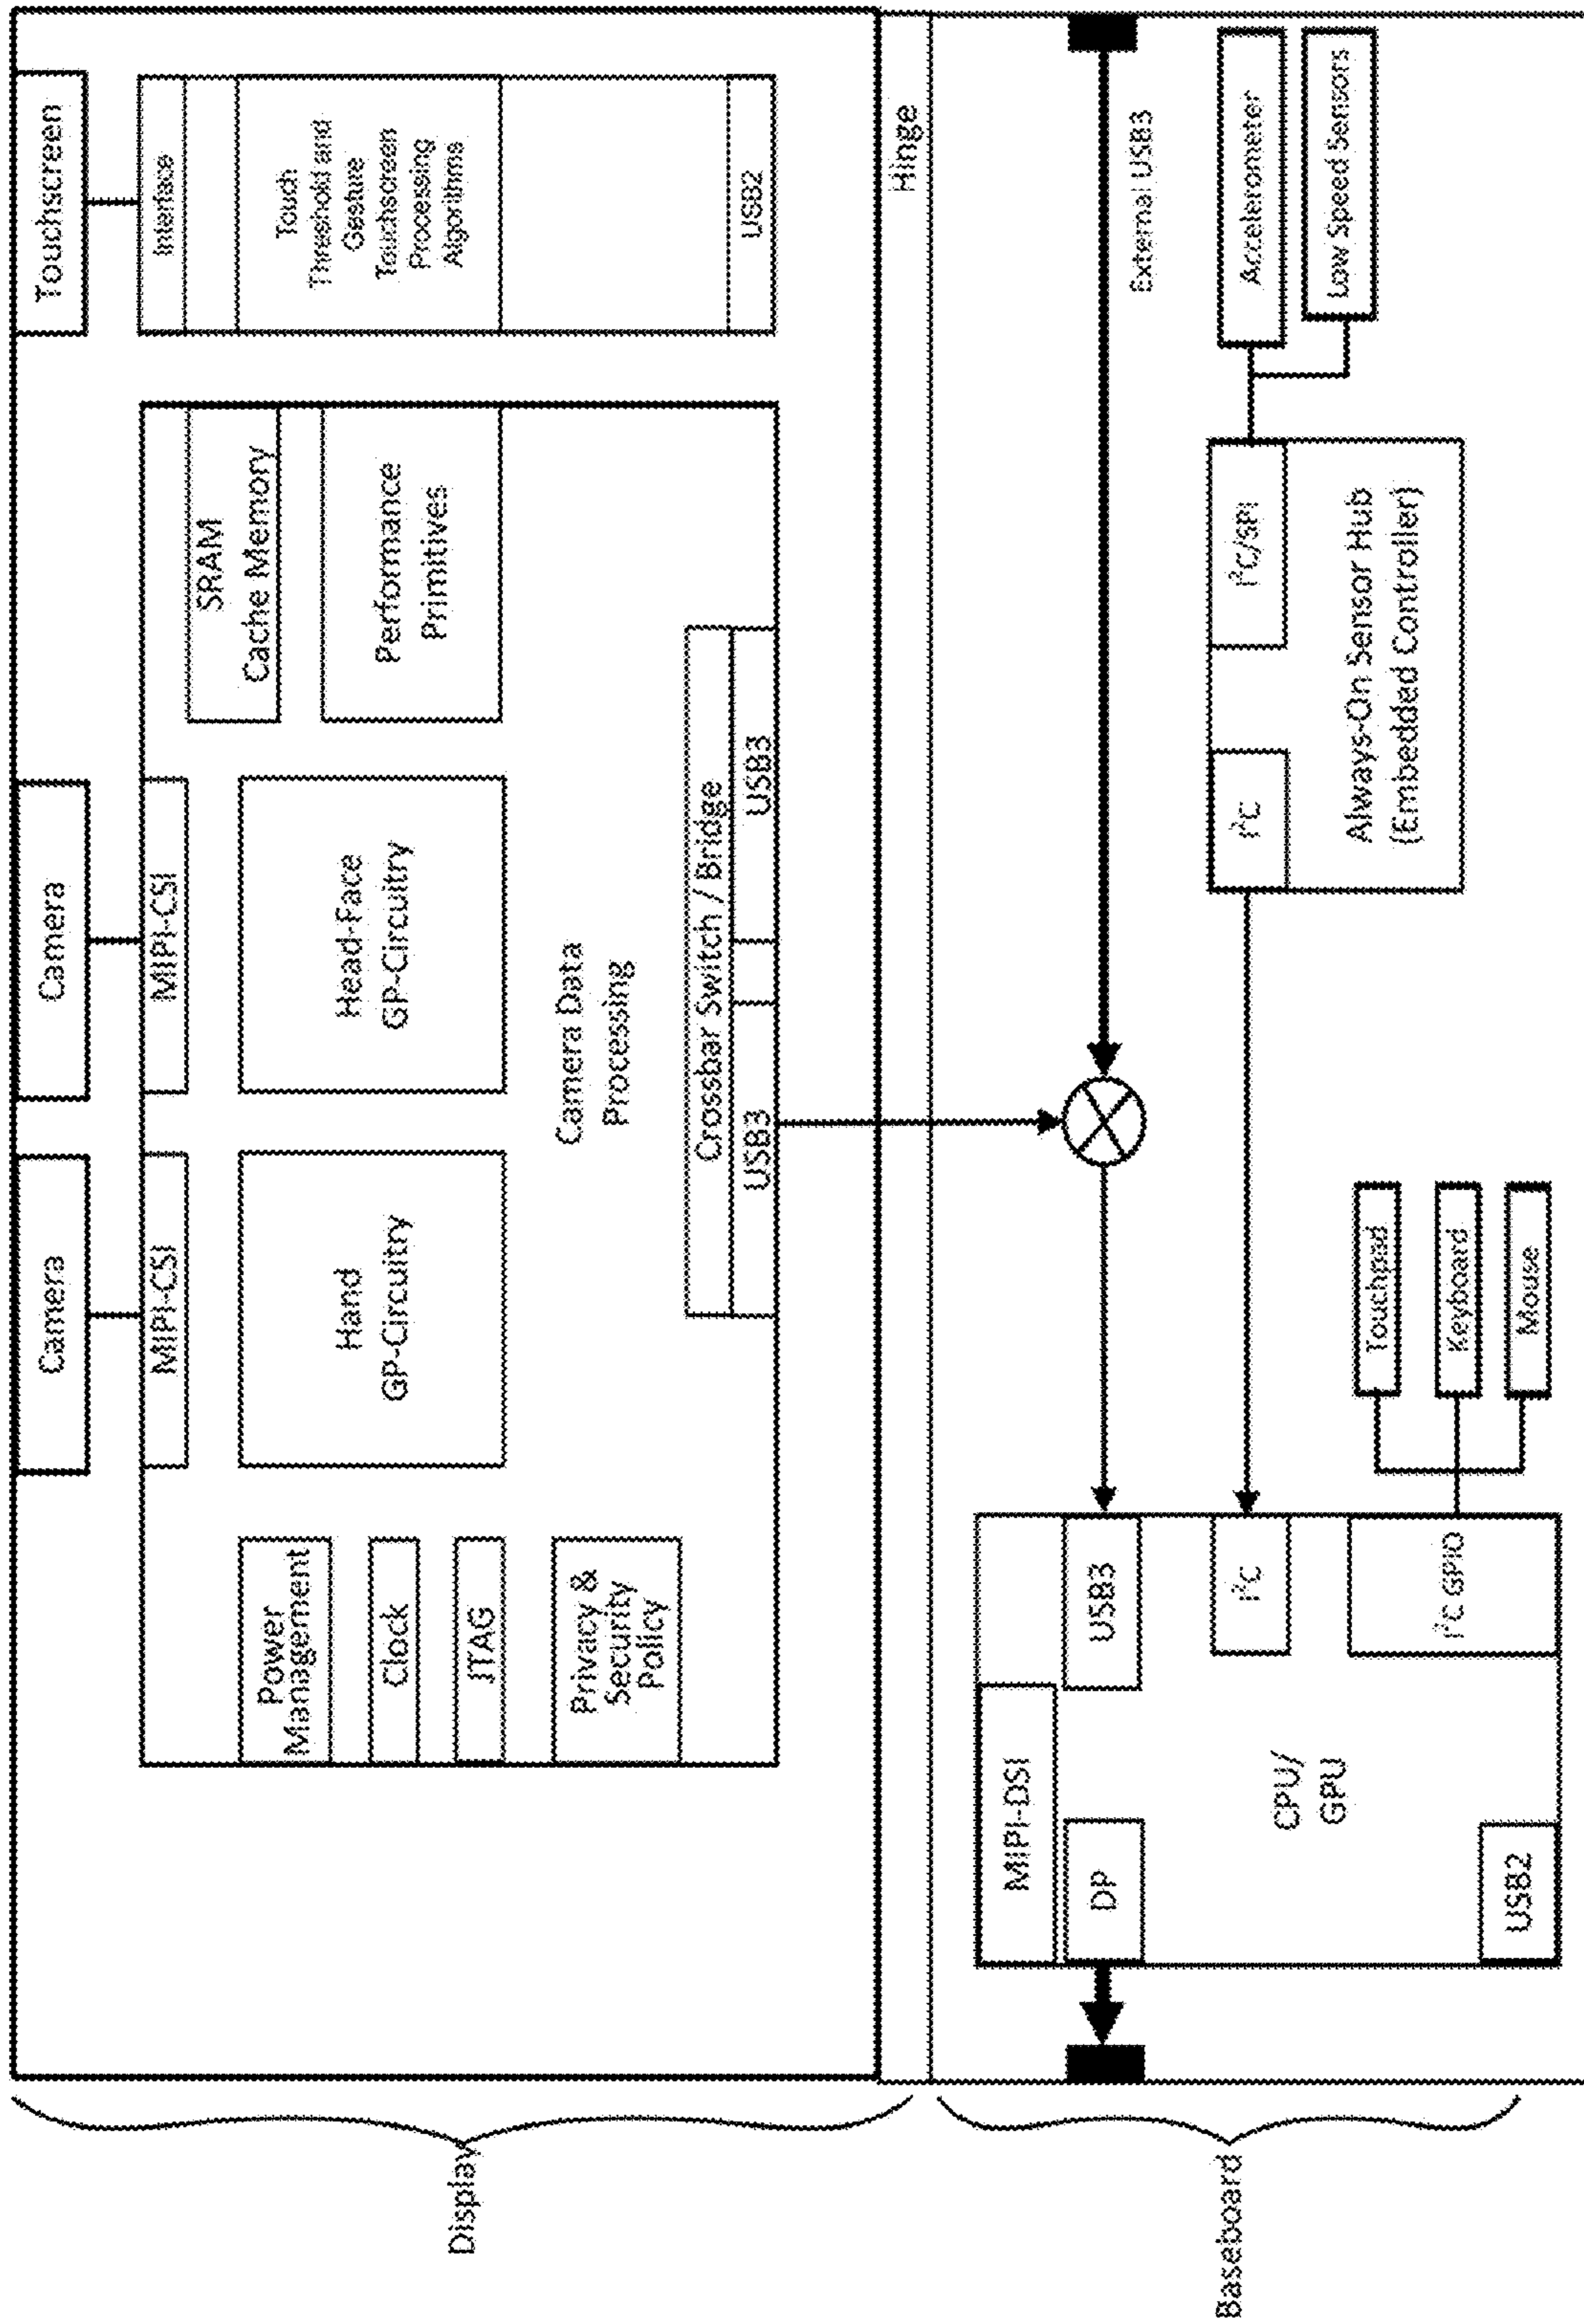 Display
Camera
Camera
Touchscreen
MIPI-CSI
MIPI-CSI
Interface
Power
Management
Clock
JTAG
Privacy &
Security
Policy
Hand
GP-Circuitry
Head-Face
GP-Circuitry
SRAM
Cache Memory
Performance
Primitives
Touch
Threshold and
Gesture
Touchscreen
Processing
Algorithms
Camera Data
Processing
Crossbar Switch / Bridge
USB3
USB3
USB2
Hinge
Baseboard
MIPI-DSI
DP
USB3
External USB3
CPU/
GPU
I²C
I²C
I²C/SPI
Accelerometer
Low Speed Sensors
Always-On Sensor Hub
(Embedded Controller)
USB2
I²C GPIO
Touchpad
Keyboard
Mouse